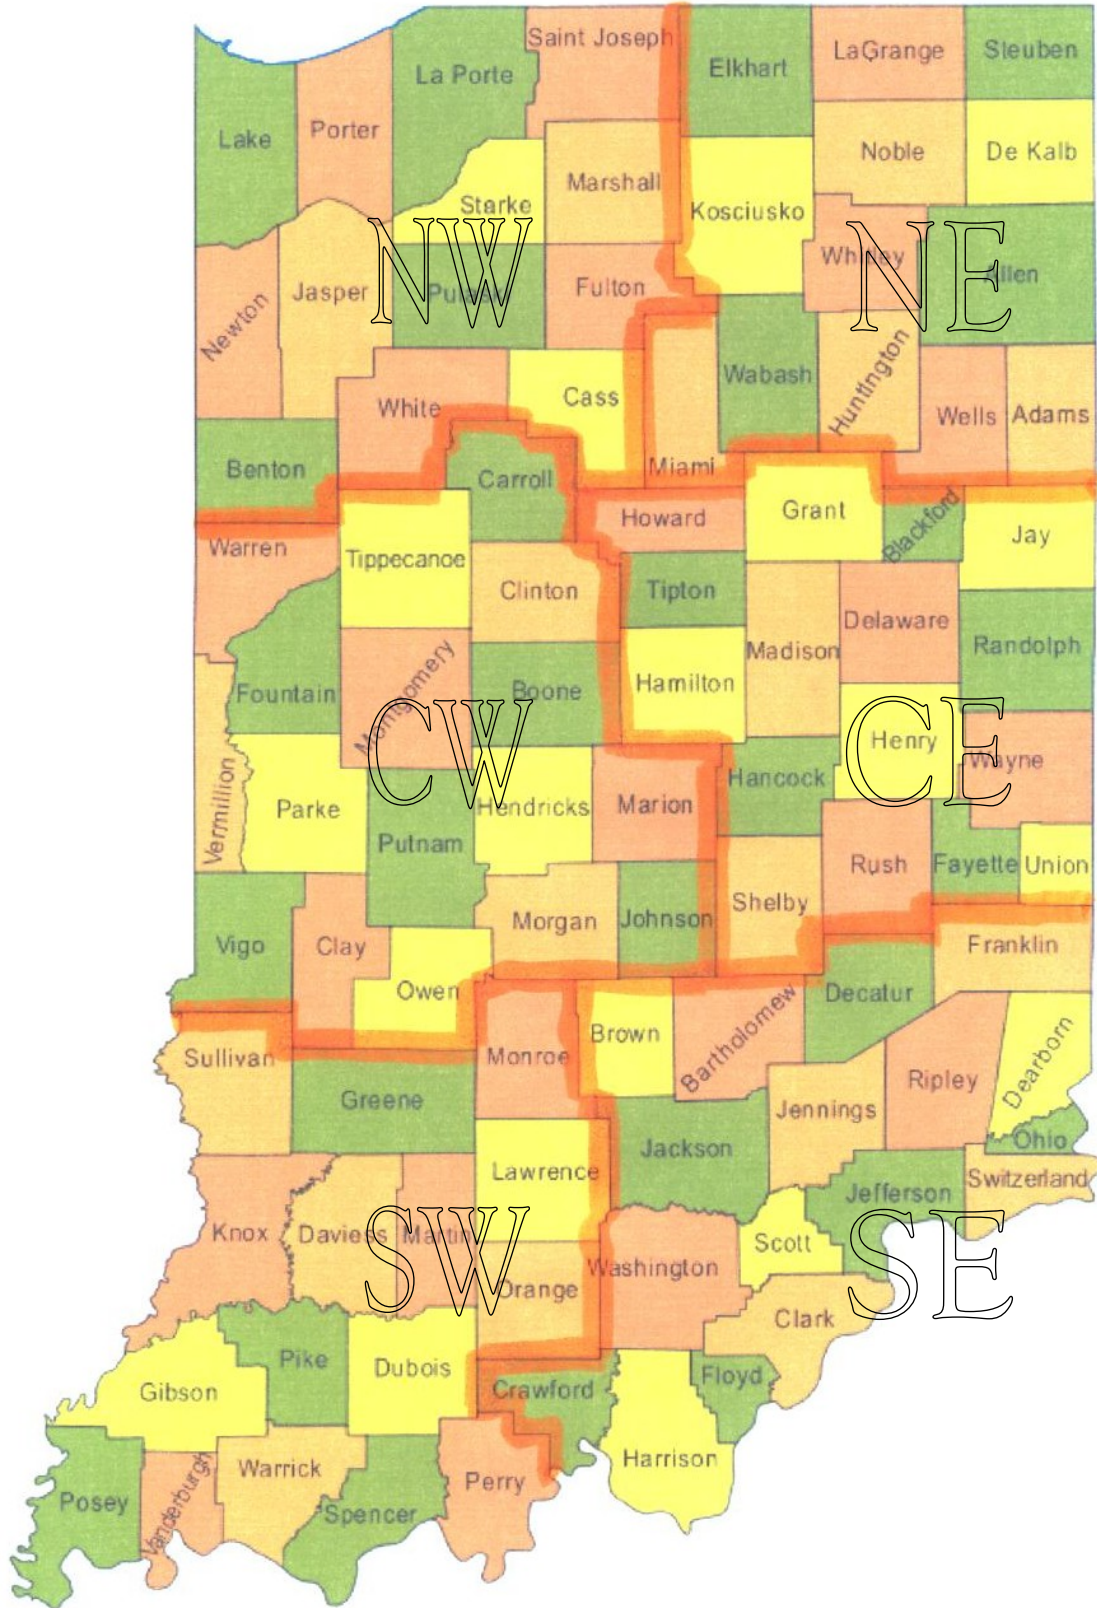 Saint Joseph
LaGrange
Steuben
Elkhart
La Porte
Porter
Lake
Noble
De Kalb
Marshall
Starke
Kosciusko
NW
NE
Whitley
Allen
Pulaski
Fulton
Jasper
Newton
Wabash
Huntington
Cass
White
Wells
Adams
Miami
Benton
Carroll
Grant
Howard
Blackford
Jay
Warren
Tippecanoe
Clinton
Tipton
Delaware
Randolph
Madison
Hamilton
Fountain
Montgomery
Boone
CW
CE
Henry
Wayne
Hancock
Vermillion
Parke
Hendricks
Marion
Putnam
Rush
Fayette
Union
Shelby
Morgan
Johnson
Vigo
Clay
Franklin
Owen
Decatur
Brown
Bartholomew
Monroe
Sullivan
Dearborn
Ripley
Greene
Jennings
Ohio
Jackson
Lawrence
Switzerland
Jefferson
SW
SE
Knox
Daviess
Martin
Scott
Washington
Orange
Clark
Pike
Dubois
Floyd
Gibson
Crawford
Harrison
Warrick
Perry
Posey
Vanderburgh
Spencer